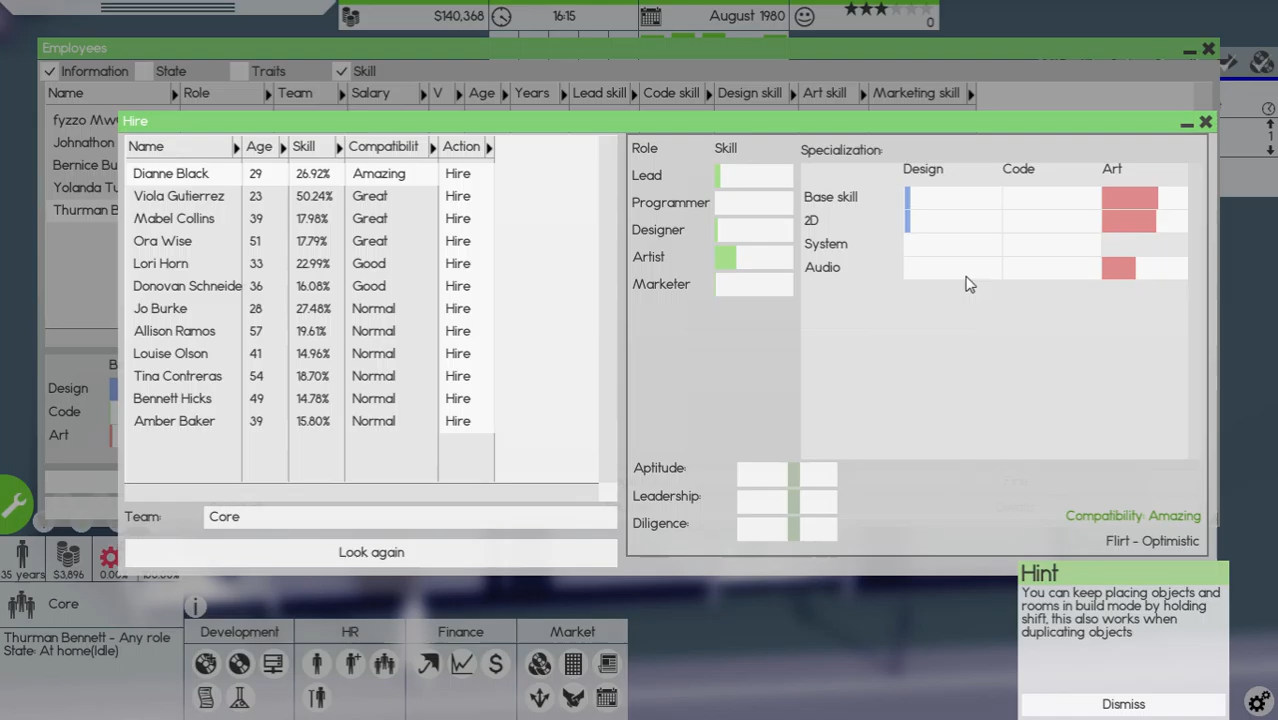 $140,368
16:15
August 1980
0
Employees
Information
State
Traits
Skill
Name
Role
Team
Salary
V
Age
Years
Lead skill
Code skill
Design skill
Art skill
Marketing skill
fyzzo Mw
Johnathon
Bernice Bu
Yolanda Tu
Thurman B
Hire
Name Age Skill Compatibilit Action
Dianne Black 29 26.92% Amazing Hire
Viola Gutierrez 23 50.24% Great Hire
Mabel Collins 39 17.98% Great Hire
Ora Wise 51 17.79% Great Hire
Lori Horn 33 22.99% Good Hire
Donovan Schneide 36 16.08% Good Hire
Jo Burke 28 27.48% Normal Hire
Allison Ramos 57 19.61% Normal Hire
Louise Olson 41 14.96% Normal Hire
Tina Contreras 54 18.70% Normal Hire
Bennett Hicks 49 14.78% Normal Hire
Amber Baker 39 15.80% Normal Hire
Team: Core
Look again
Role Skill
Lead
Programmer
Designer
Artist
Marketer
Specialization:
Design Code Art
Base skill
2D
System
Audio
Aptitude:
Leadership:
Diligence:
Compatibility: Amazing
Flirt - Optimistic
1
Design
Code
Art
35 years
$3,896
0.00%
Core
Thurman Bennett - Any role
State: At home(Idle)
Development
HR
Finance
Market
Hint
You can keep placing objects and
rooms in build mode by holding
shift, this also works when
duplicating objects
Dismiss